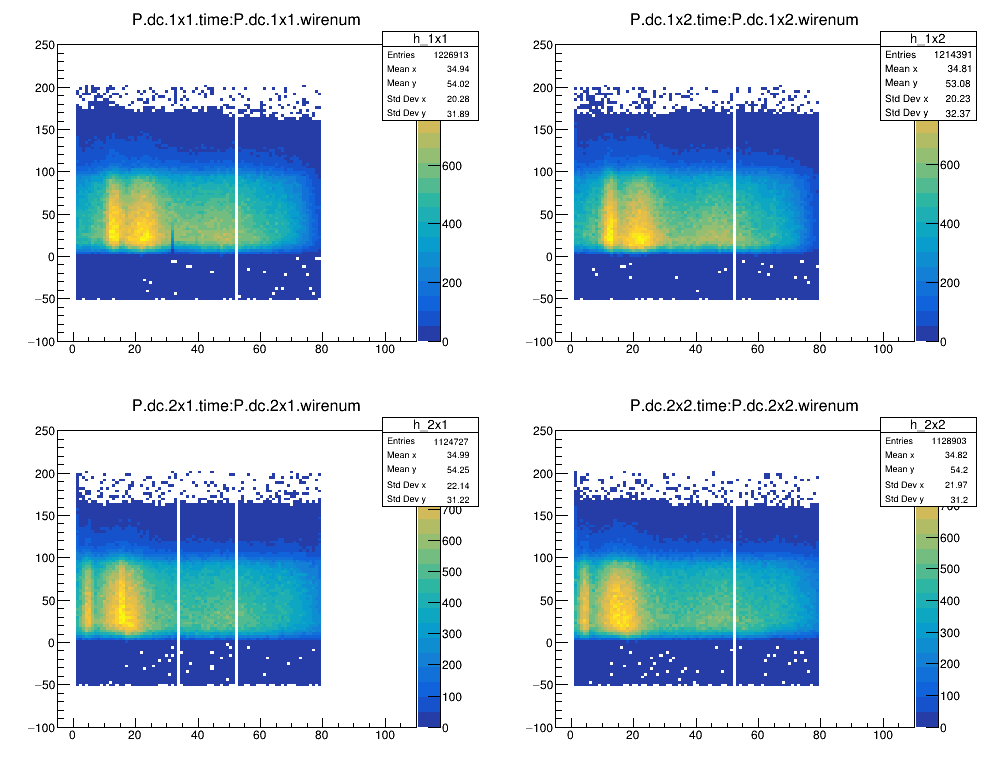 P.dc.1x1.time:P.dc.1x1.wirenum
h_1x1
Entries 1226913
Mean x 34.94
Mean y 54.02
Std Dev x 20.28
Std Dev y 31.89
250
200
150
100
50
0
−50
−100
0 20 40 60 80 100
600
400
200
0
P.dc.1x2.time:P.dc.1x2.wirenum
h_1x2
Entries 1214391
Mean x 34.81
Mean y 53.08
Std Dev x 20.23
Std Dev y 32.37
250
200
150
100
50
0
−50
−100
0 20 40 60 80 100
600
400
200
0
P.dc.2x1.time:P.dc.2x1.wirenum
h_2x1
Entries 1124727
Mean x 34.99
Mean y 54.25
Std Dev x 22.14
Std Dev y 31.22
250
200
150
100
50
0
−50
−100
0 20 40 60 80 100
700
600
500
400
300
200
100
0
P.dc.2x2.time:P.dc.2x2.wirenum
h_2x2
Entries 1128903
Mean x 34.82
Mean y 54.2
Std Dev x 21.97
Std Dev y 31.2
250
200
150
100
50
0
−50
−100
0 20 40 60 80 100
700
600
500
400
300
200
100
0